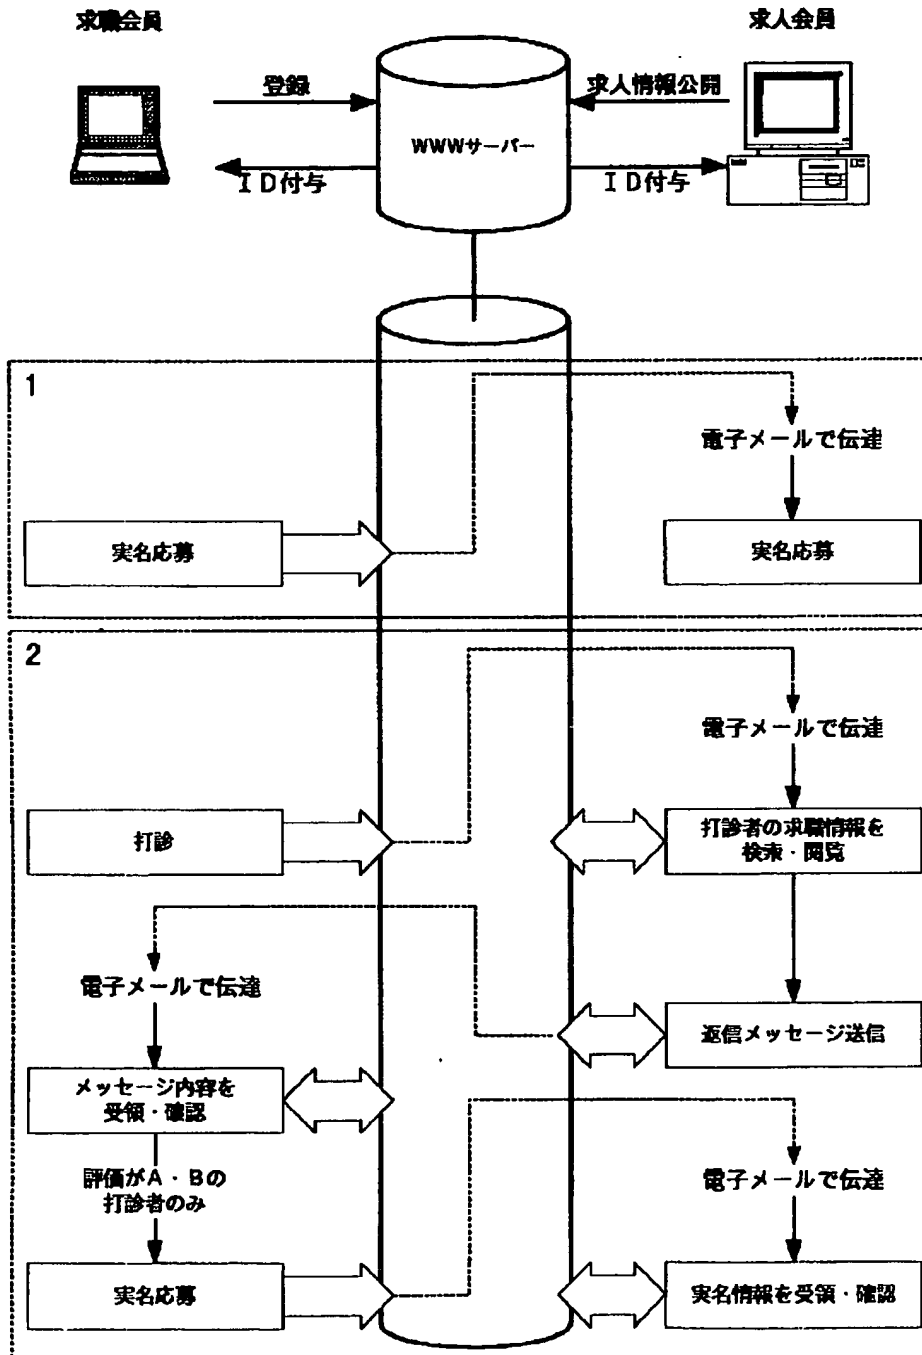 求職会員
求人会員
登録
求人情報公開
WWWサーバー
ID付与
ID付与
1
電子メールで伝達
実名応募
実名応募
2
電子メールで伝達
打診
打診者の求職情報を
検索・閲覧
電子メールで伝達
返信メッセージ送信
メッセージ内容を
受領・確認
評価がA・Bの
打診者のみ
電子メールで伝達
実名応募
実名情報を受領・確認